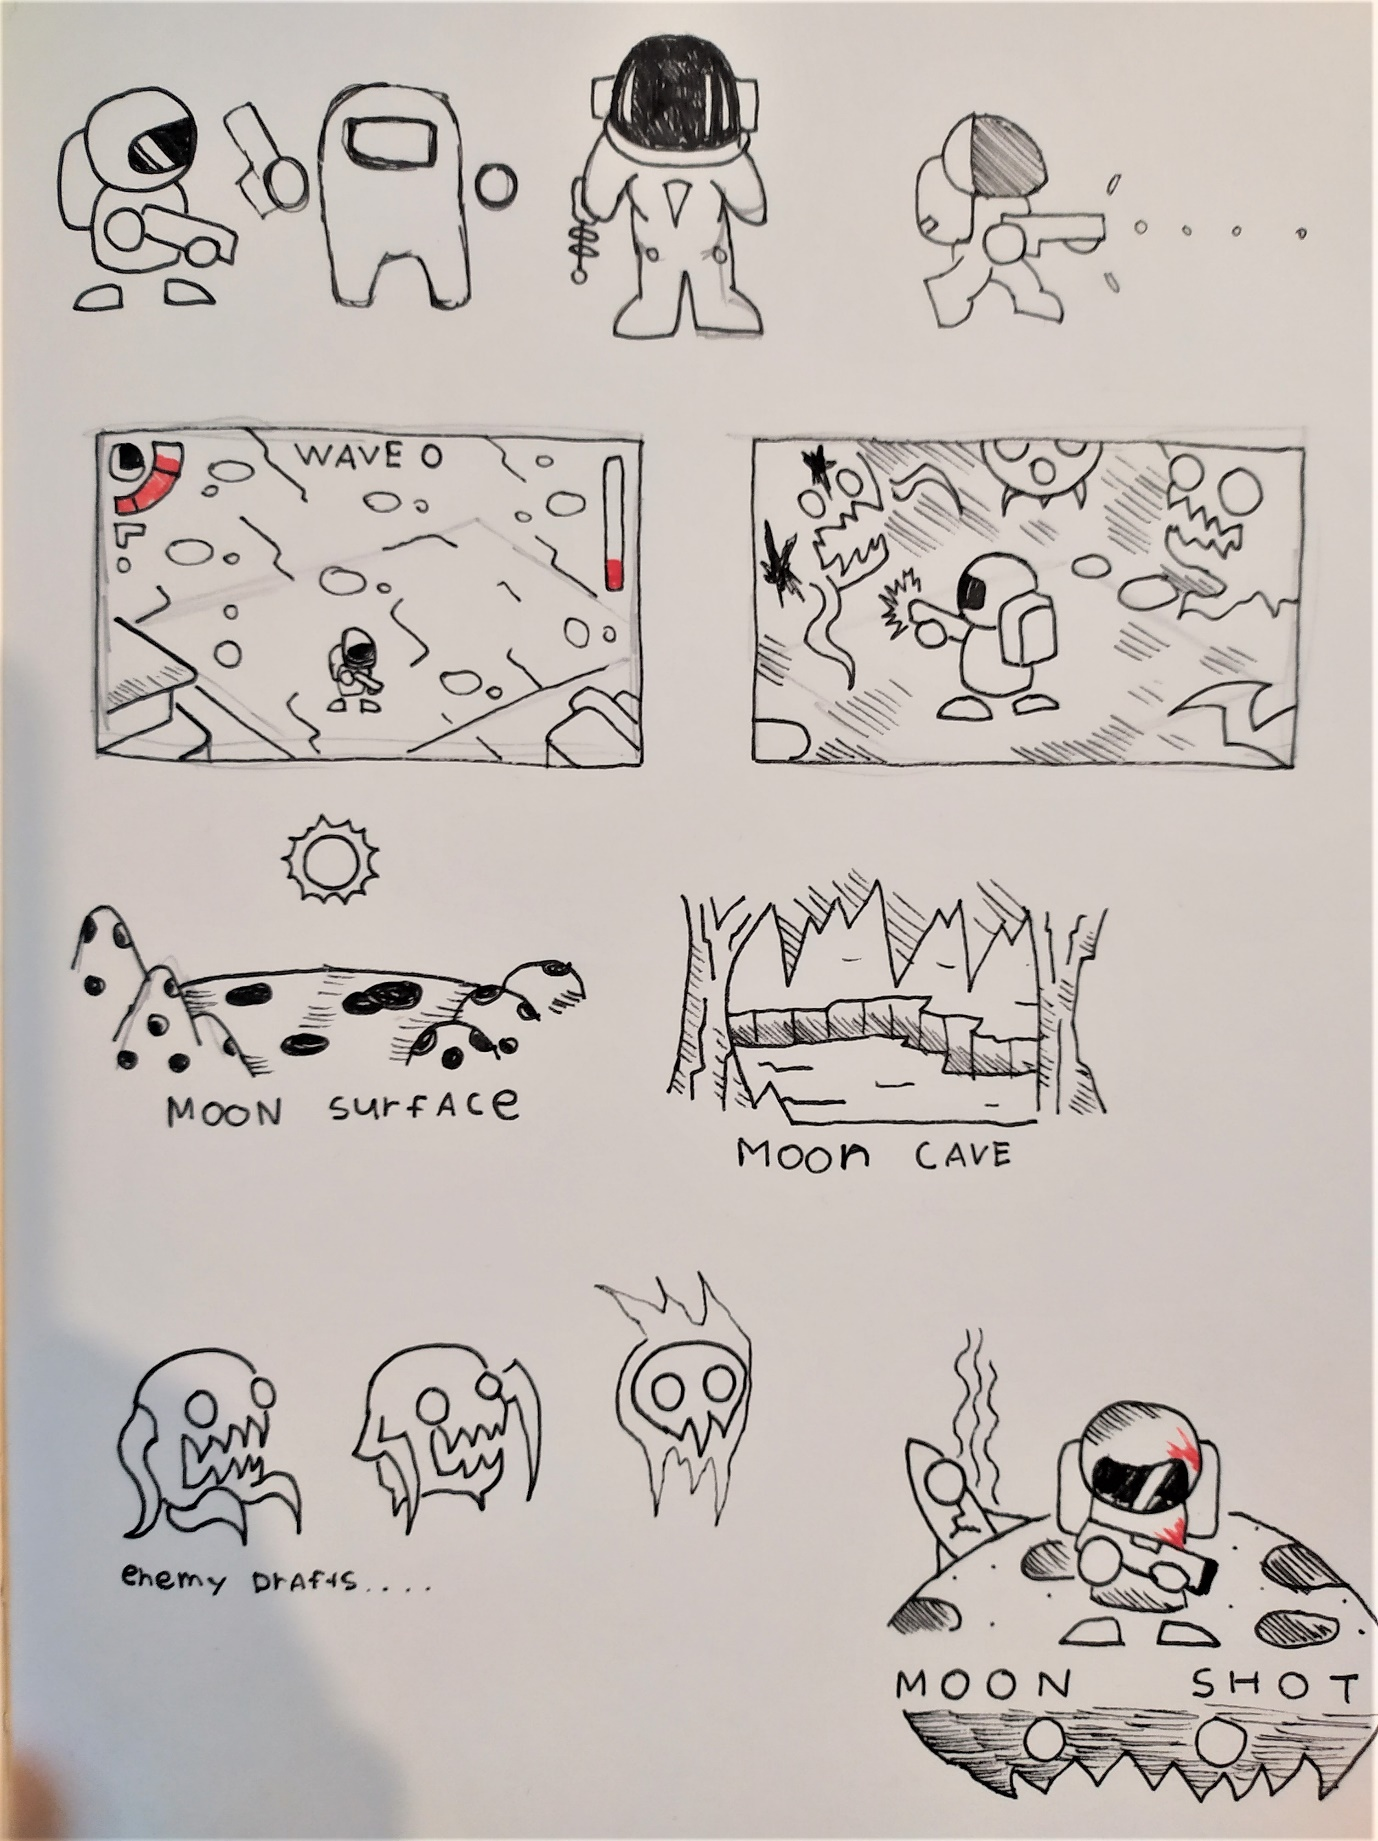 WAVE 0
MOON surfACe
Moon CAVE
enemy DrAfts....
MOON SHOT